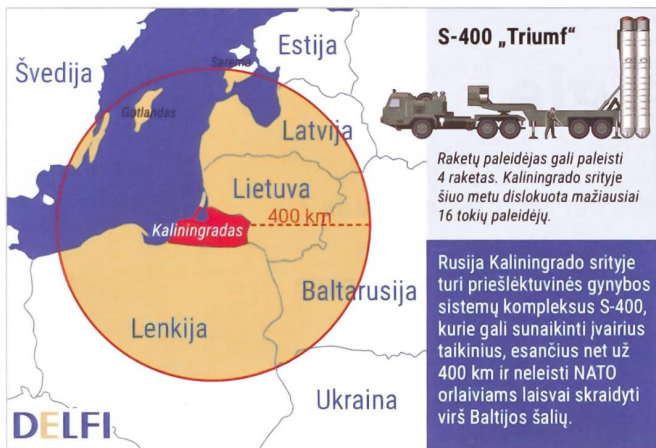 Estija
Švedija
Sarema
Gotlandas
Latvija
Lietuva
400 km
Kaliningradas
Baltarusija
Lenkija
Ukraina
DELFI
S-400 „Triumf“
Raketų paleidėjas gali paleisti
4 raketas. Kaliningrado srityje
šiuo metu dislokuota mažiausiai
16 tokių paleidėjų.
Rusija Kaliningrado srityje
turi priešlėktuvinės gynybos
sistemų kompleksus S-400,
kurie gali sunaikinti įvairius
taikinius, esančius net už
400 km ir neleisti NATO
orlaiviams laisvai skraidyti
virš Baltijos šalių.